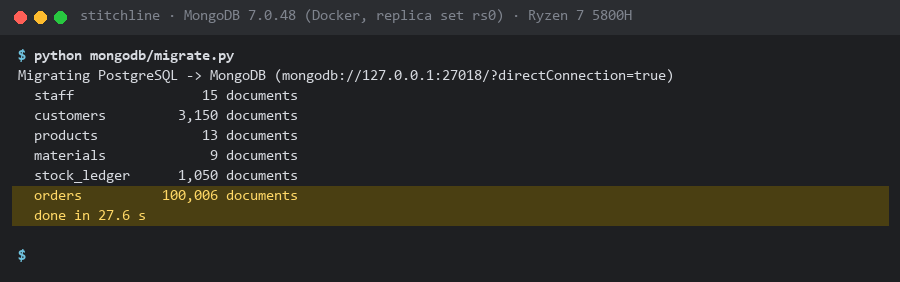 stitchline · MongoDB 7.0.48 (Docker, replica set rs0) · Ryzen 7 5800H
$ python mongodb/migrate.py
Migrating PostgreSQL -> MongoDB (mongodb://127.0.0.1:27018/?directConnection=true)
  staff               15 documents
  customers        3,150 documents
  products            13 documents
  materials            9 documents
  stock_ledger     1,050 documents
  orders         100,006 documents
  done in 27.6 s
$